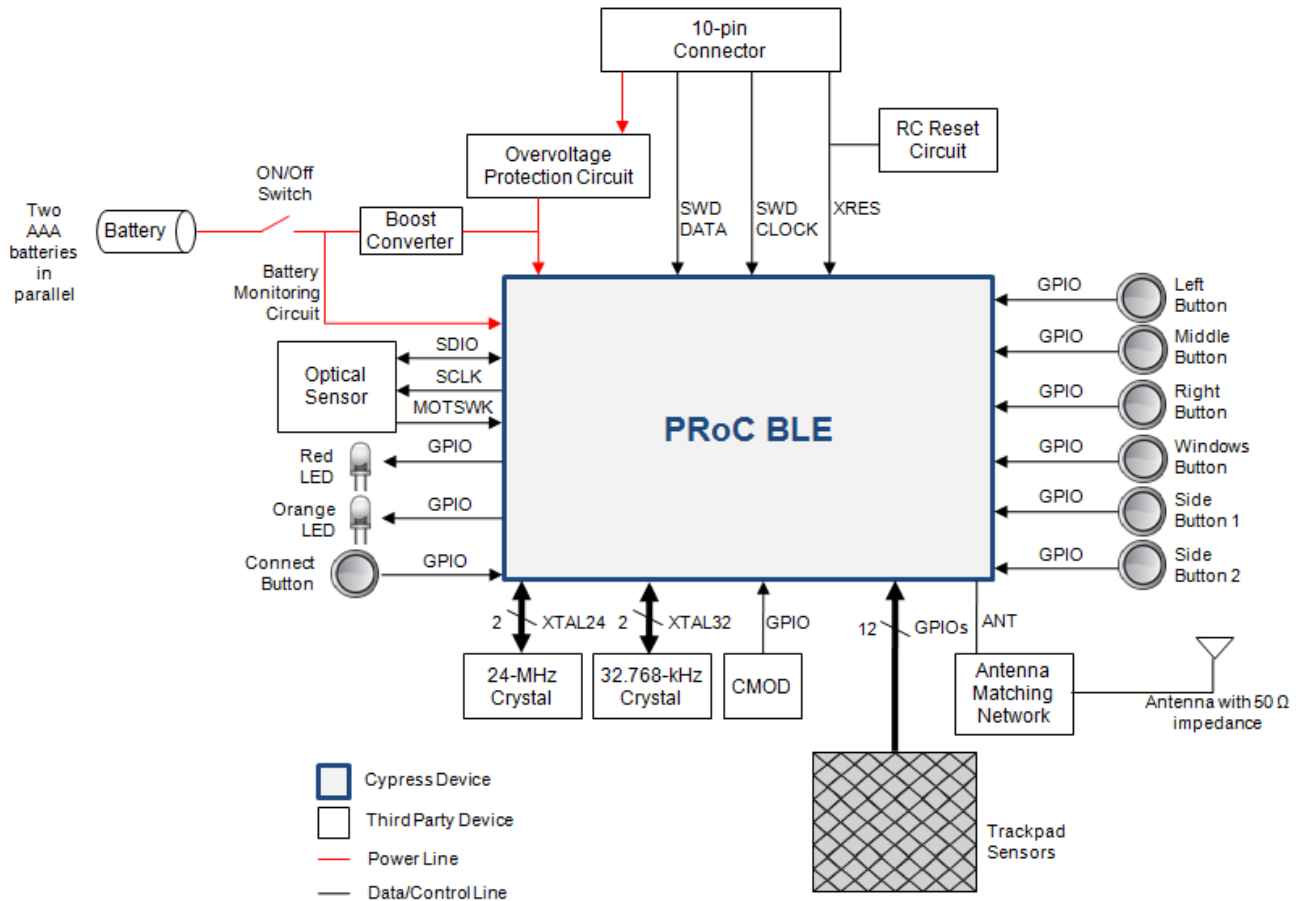 10-pin
Connector
RC Reset
Circuit
Overvoltage
Protection Circuit
ON/Off
Switch
Two
AAA
batteries
in
parallel
Battery
Boost
Converter
SWD
DATA
SWD
CLOCK
XRES
Battery
Monitoring
Circuit
Optical
Sensor
SDIO
SCLK
MOTSWK
Red
LED
GPIO
Orange
LED
GPIO
Connect
Button
GPIO
PRoC BLE
GPIO
Left
Button
GPIO
Middle
Button
GPIO
Right
Button
GPIO
Windows
Button
GPIO
Side
Button 1
GPIO
Side
Button 2
2
XTAL24
2
XTAL32
GPIO
12
GPIOs
ANT
24-MHz
Crystal
32.768-kHz
Crystal
CMOD
Antenna
Matching
Network
Antenna with 50 Ω
impedance
Trackpad
Sensors
Cypress Device
Third Party Device
Power Line
Data/Control Line